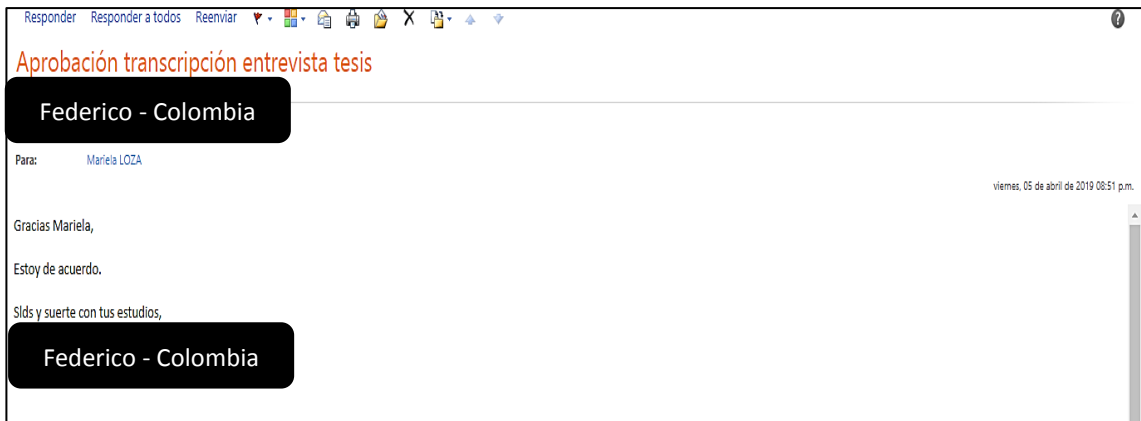 Responder Responder a todos Reenviar
Aprobación transcripción entrevista tesis
Federico - Colombia
Para: Mariela LOZA
viernes, 05 de abril de 2019 08:51 p.m.
Gracias Mariela,
Estoy de acuerdo.
Slds y suerte con tus estudios,
Federico - Colombia